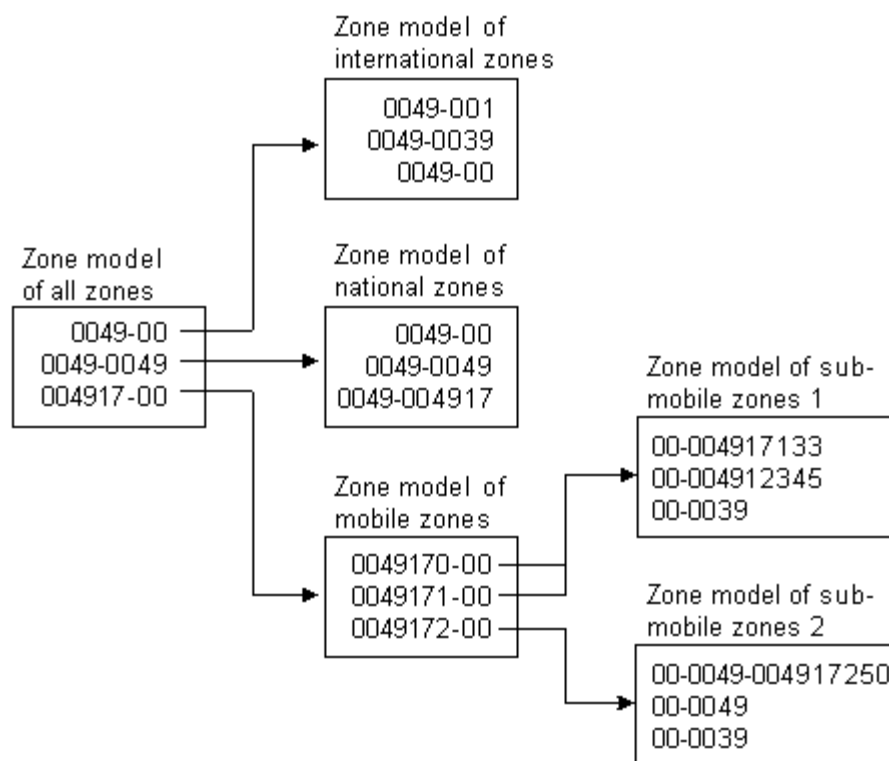 Zone model of
international zones
0049-001
0049-0039
0049-00
Zone model
of all zones
0049-00
0049-0049
004917-00
Zone model of
national zones
0049-00
0049-0049
0049-004917
Zone model of
mobile zones
0049170-00
0049171-00
0049172-00
Zone model of sub-
mobile zones 1
00-004917133
00-004912345
00-0039
Zone model of sub-
mobile zones 2
00-0049-004917250
00-0049
00-0039